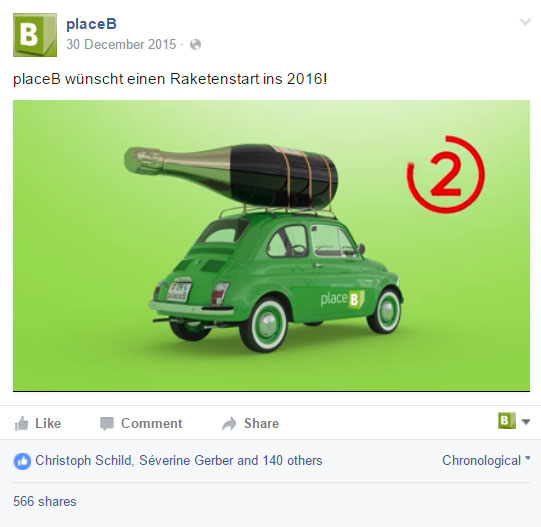 B
placeB
30 December 2015 ·
placeB wünscht einen Raketenstart ins 2016!
2
place B
placeB
Like
Comment
Share
B
Christoph Schild, Séverine Gerber and 140 others
Chronological
566 shares